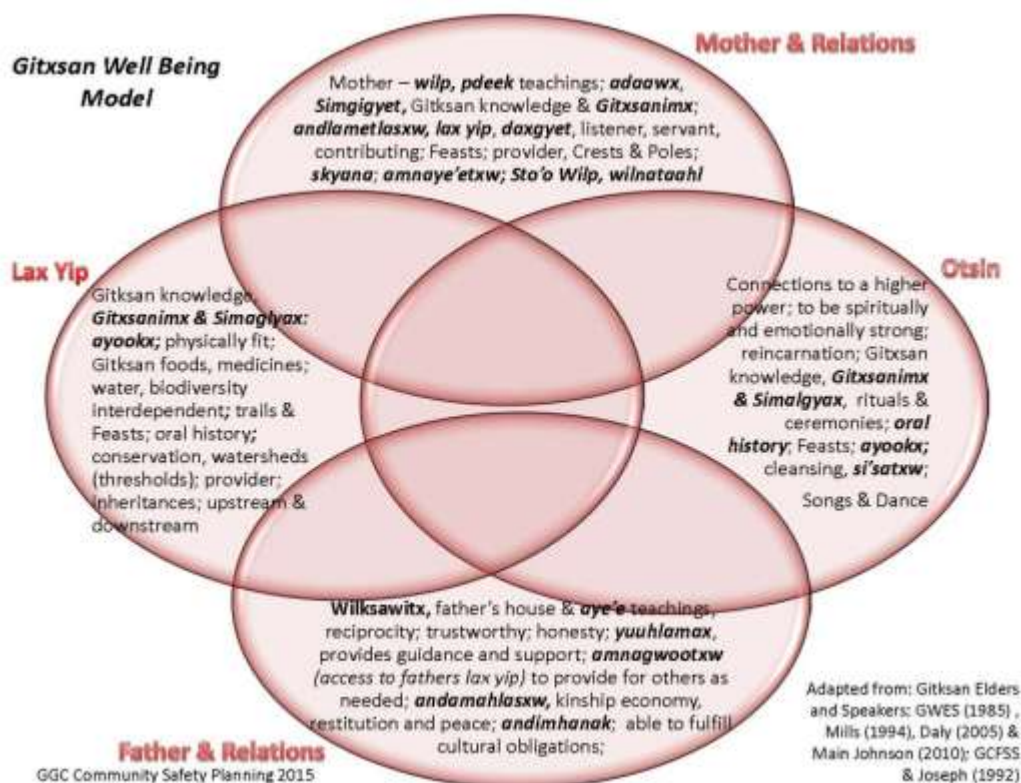 Gitxsan Well Being
Model
Mother & Relations
Mother – wilp, pdeek teachings; adaawx,
Simgigyet, Gitksan knowledge & Gitxsanimx;
andlametlasxw, lax yip, daxgyet, listener, servant,
contributing; Feasts; provider, Crests & Poles;
skyana; amnaye'etxw; Sto'o Wilp, wilnataahl
Lax Yip
Gitksan knowledge,
Gitxsanimx & Simaglyax:
ayookx; physically fit;
Gitksan foods, medicines;
water, biodiversity
interdependent; trails &
Feasts; oral history;
conservation, watersheds
(thresholds); provider;
inheritances; upstream &
downstream
Otsin
Connections to a higher
power; to be spiritually
and emotionally strong;
reincarnation; Gitxsan
knowledge, Gitxsanimx
& Simalgyax, rituals &
ceremonies; oral
history; Feasts; ayookx;
cleansing, si'satxw;
Songs & Dance
Wilksawitx, father's house & aye'e teachings,
reciprocity; trustworthy; honesty; yuuhlamax,
provides guidance and support; amnagwootxw
(access to fathers lax yip) to provide for others as
needed; andamahlasxw, kinship economy,
restitution and peace; andimhanak; able to fulfill
cultural obligations;
Father & Relations
GGC Community Safety Planning 2015
Adapted from: Gitksan Elders
and Speakers: GWES (1985) ,
Mills (1994), Daly (2005) &
Main Johnson (2010); GCFSS
& Joseph (1992)